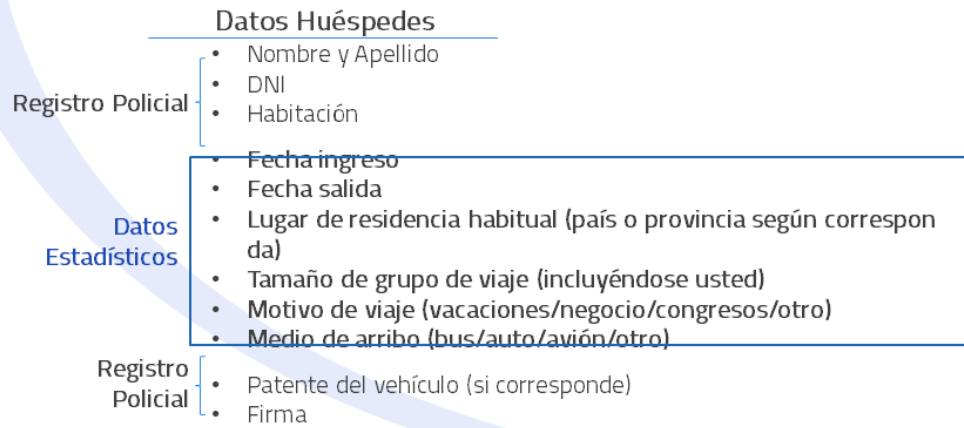 Datos Huéspedes
Registro Policial
• Nombre y Apellido
• DNI
• Habitación
Datos
Estadísticos
• Fecha ingreso
• Fecha salida
• Lugar de residencia habitual (país o provincia según correspon
da)
• Tamaño de grupo de viaje (incluyéndose usted)
• Motivo de viaje (vacaciones/negocio/congresos/otro)
• Medio de arribo (bus/auto/avión/otro)
Registro
Policial
• Patente del vehículo (si corresponde)
• Firma